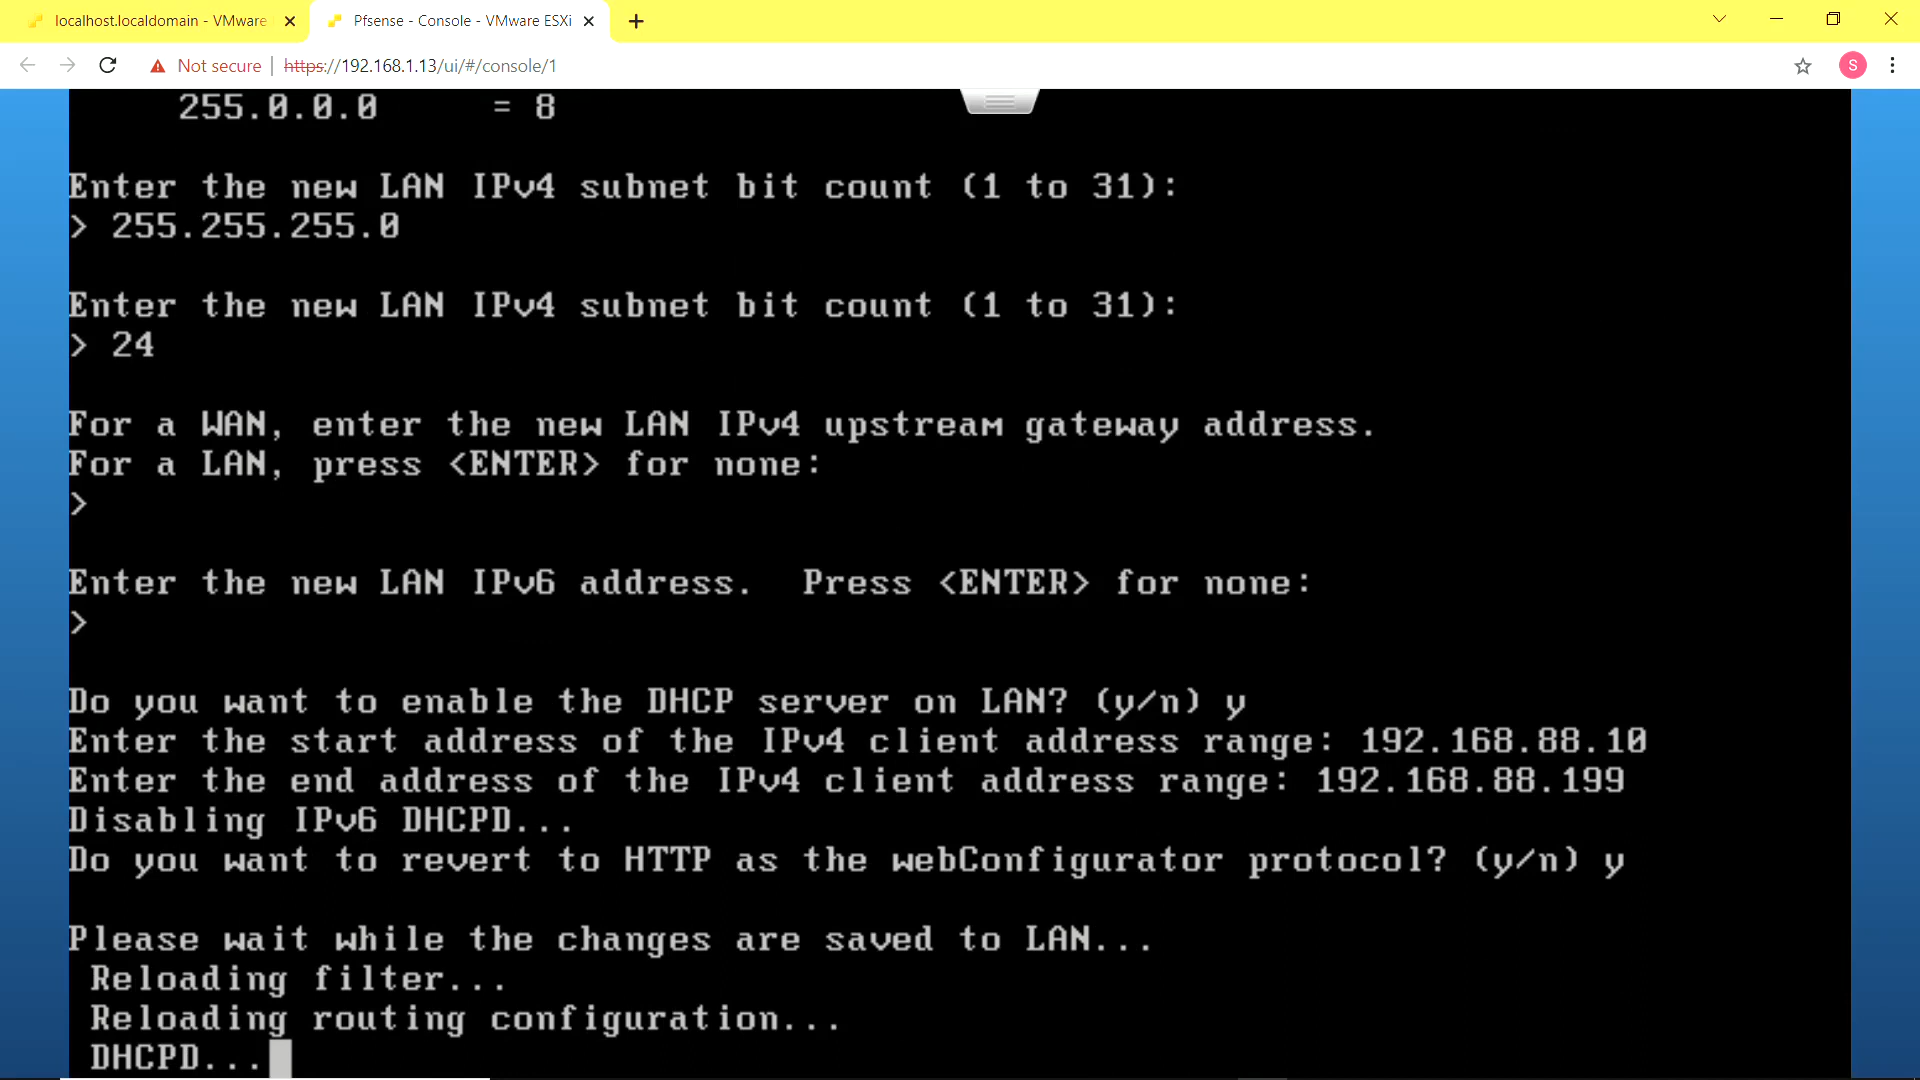 localhost.localdomain - VMware
Pfsense - Console - VMware ESXi
Not secure | https://192.168.1.13/ui/#/console/1
S
255.0.0.0 = 8
Enter the new LAN IPv4 subnet bit count (1 to 31):
> 255.255.255.0
Enter the new LAN IPv4 subnet bit count (1 to 31):
> 24
For a WAN, enter the new LAN IPv4 upstream gateway address.
For a LAN, press <ENTER> for none:
>
Enter the new LAN IPv6 address.  Press <ENTER> for none:
>
Do you want to enable the DHCP server on LAN? (y/n) y
Enter the start address of the IPv4 client address range: 192.168.88.10
Enter the end address of the IPv4 client address range: 192.168.88.199
Disabling IPv6 DHCPD...
Do you want to revert to HTTP as the webConfigurator protocol? (y/n) y
Please wait while the changes are saved to LAN...
Reloading filter...
Reloading routing configuration...
DHCPD...